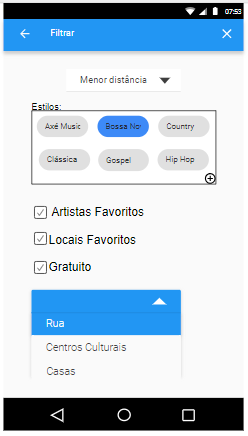 07:53
Filtrar
Menor distância
Estilos:
Axé Music Bossa Nov Country
Clássica Gospel Hip Hop
Artistas Favoritos
Locais Favoritos
Gratuito
Rua
Centros Culturais
Casas